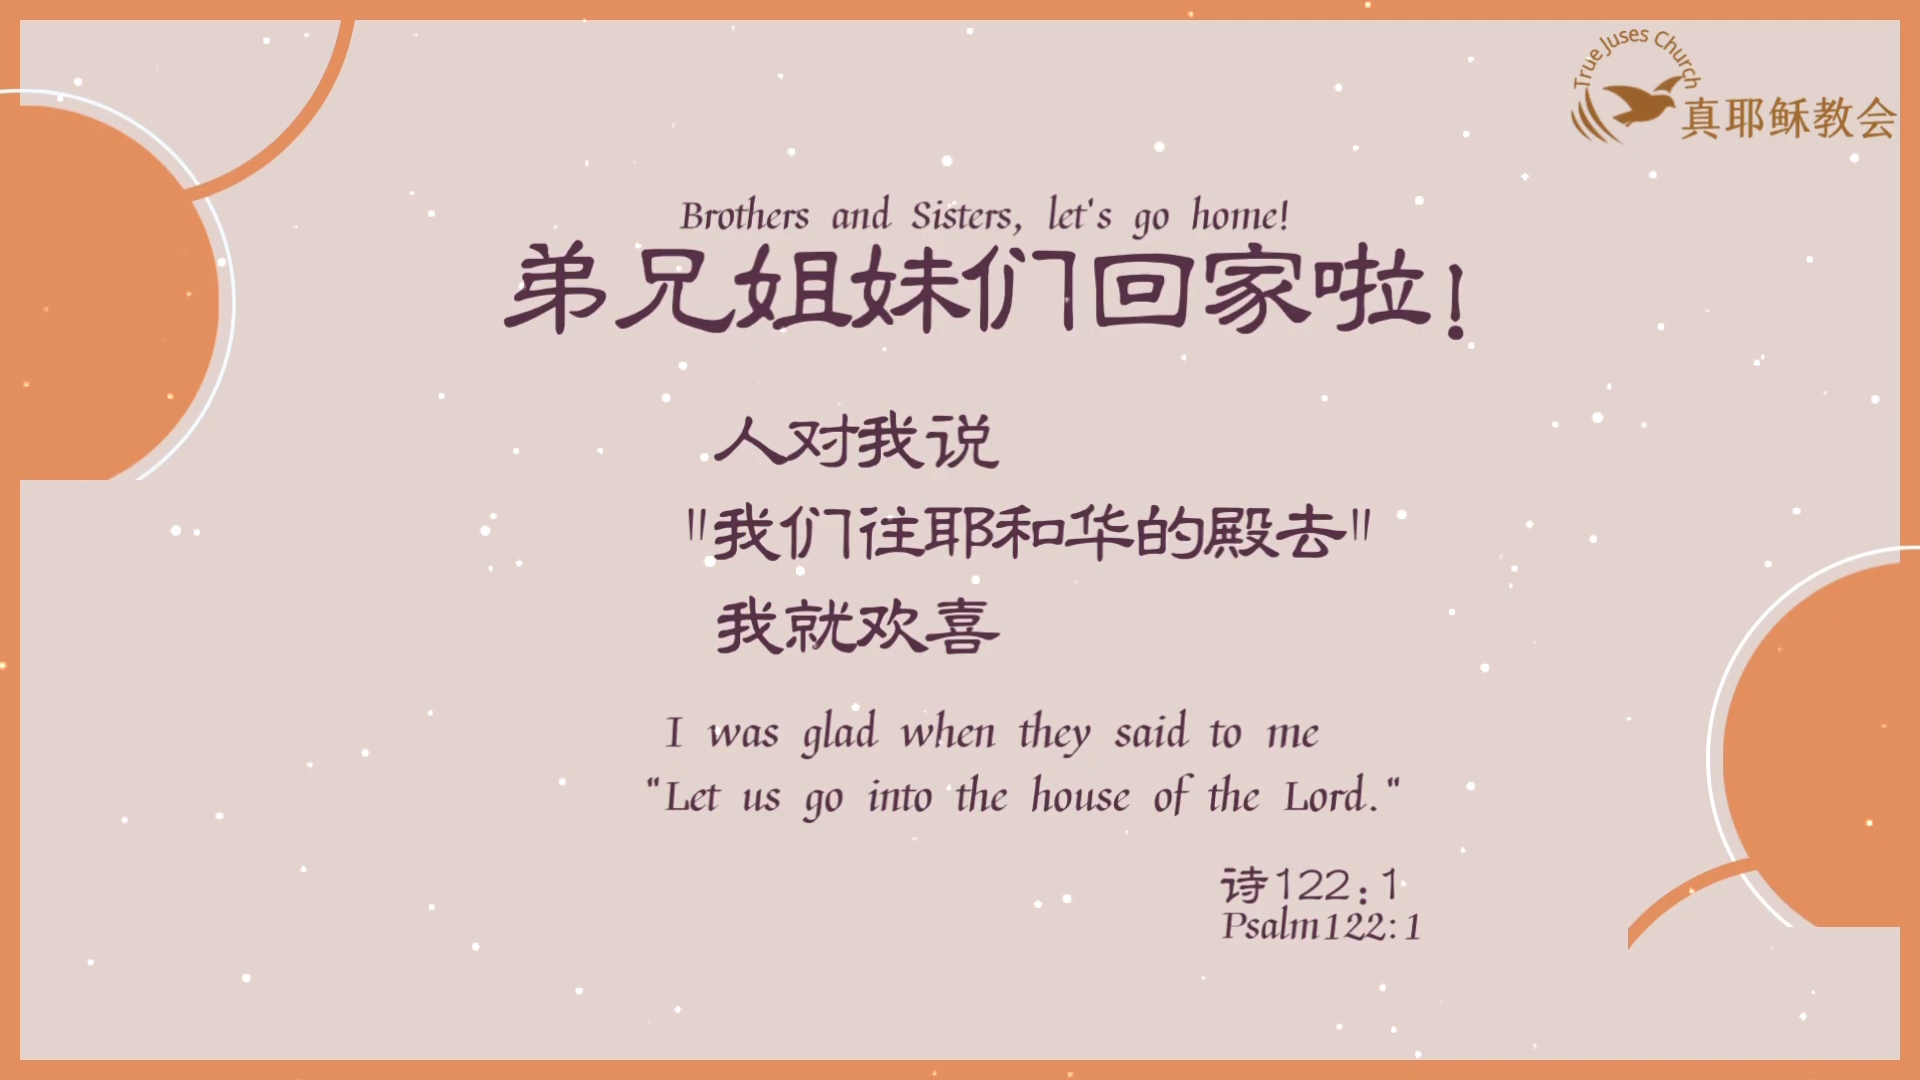 True Juses Church
真耶稣教会
Brothers and Sisters, let's go home!
弟兄姐妹们回家啦!
人对我说
"我们往耶和华的殿去"
我就欢喜
I was glad when they said to me
"Let us go into the house of the Lord."
诗122:1
Psalm122:1